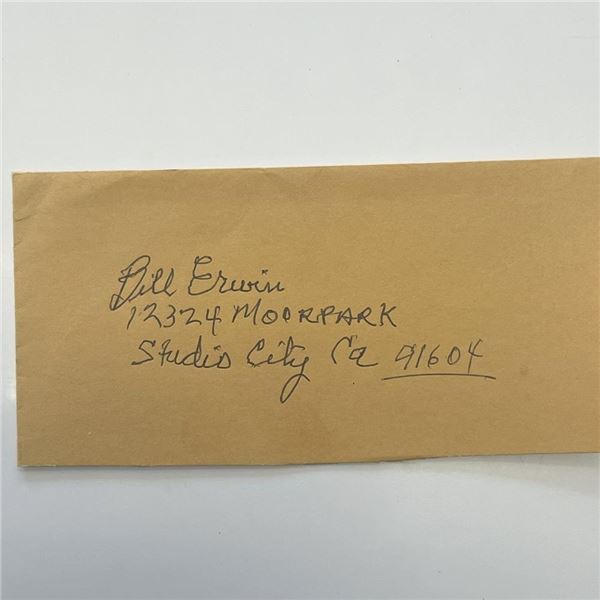 Bill Erwin
12324 MOORPARK
Studio City Ca 91604